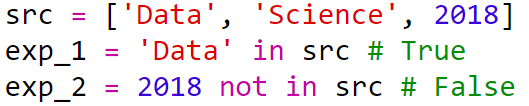 src = ['Data', 'Science', 2018]
exp_1 = 'Data' in src # True
exp_2 = 2018 not in src # False